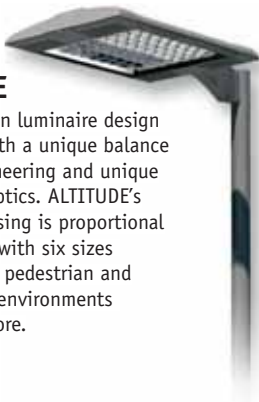 E
n luminaire design
th a unique balance
neering and unique
ptics. ALTITUDE's
sing is proportional
with six sizes
pedestrian and
environments
ore.